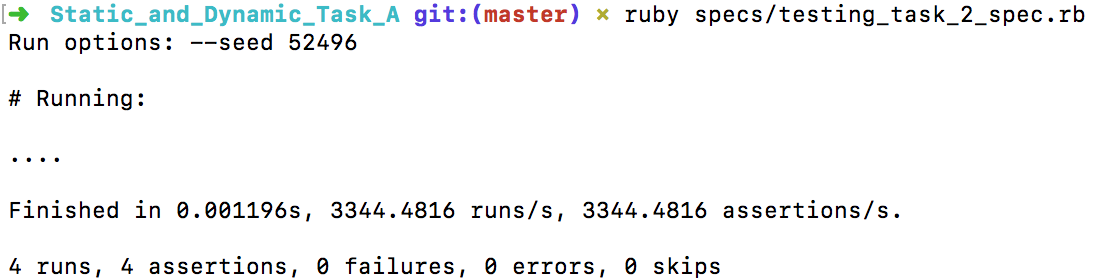 [➜ Static_and_Dynamic_Task_A git:(master) × ruby specs/testing_task_2_spec.rb
Run options: --seed 52496
# Running:
....
Finished in 0.001196s, 3344.4816 runs/s, 3344.4816 assertions/s.
4 runs, 4 assertions, 0 failures, 0 errors, 0 skips